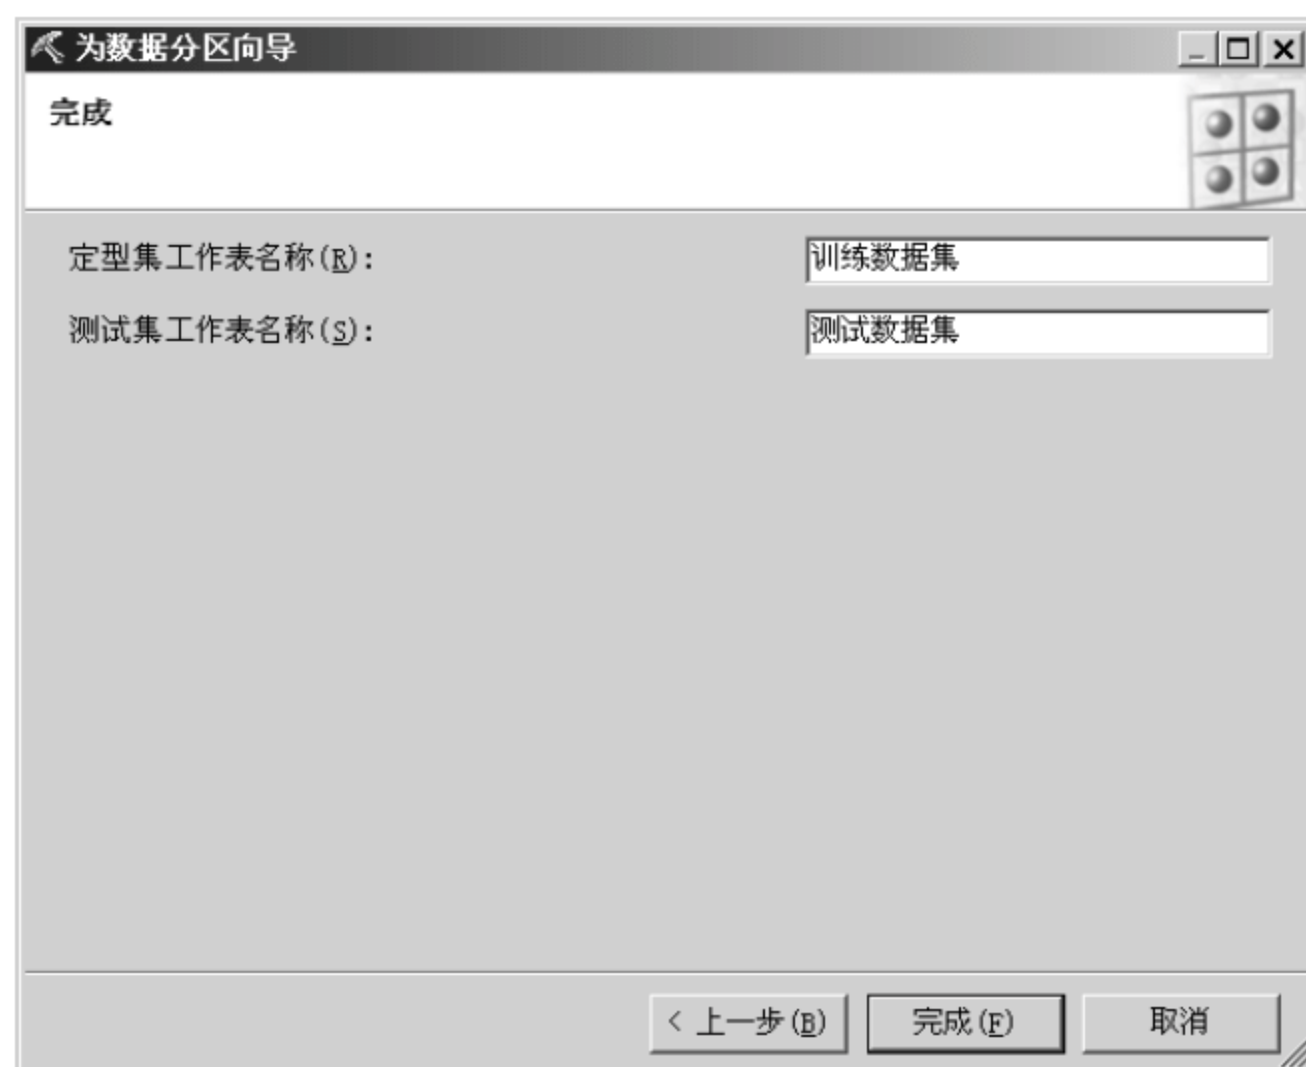 为数据分区向导
完成
定型集工作表名称(R): 训练数据集
测试集工作表名称(S): 测试数据集
< 上一步(B) 完成(F) 取消